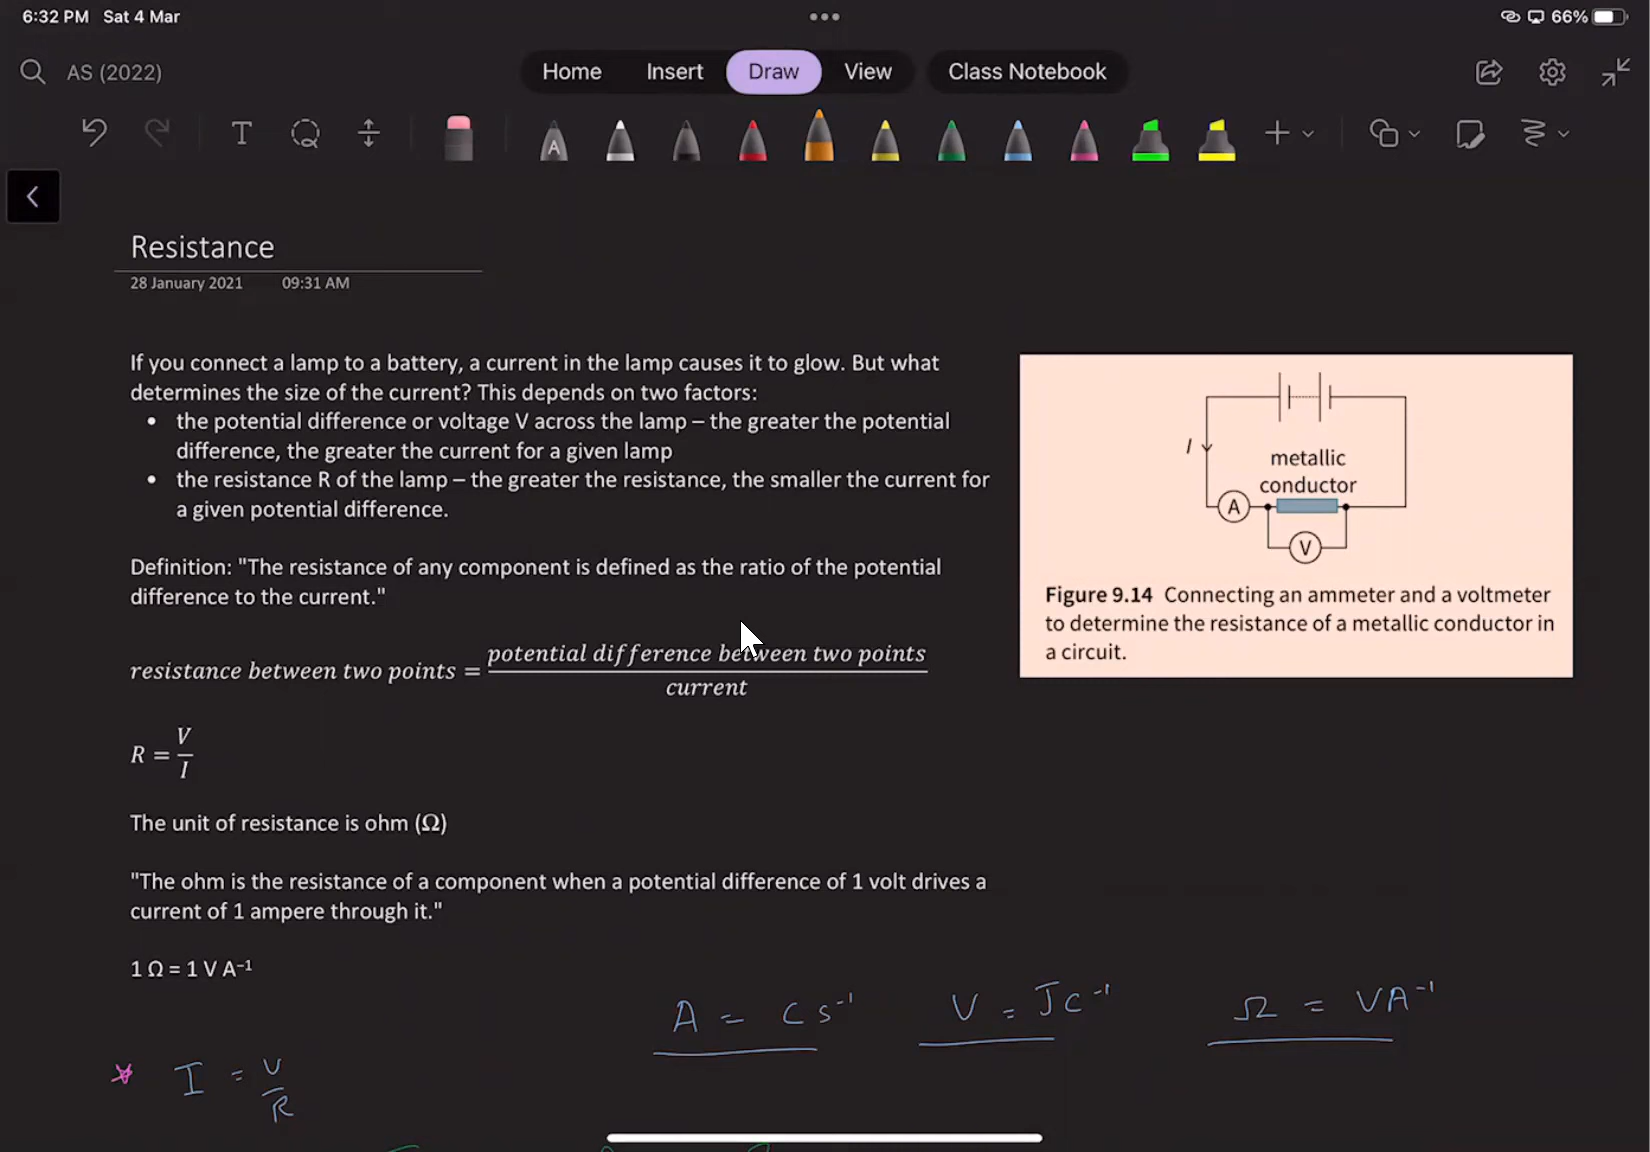 6:32 PM Sat 4 Mar
66%
AS (2022)
Home Insert Draw View Class Notebook
T
A
Resistance
28 January 2021 09:31 AM
If you connect a lamp to a battery, a current in the lamp causes it to glow. But what
determines the size of the current? This depends on two factors:
• the potential difference or voltage V across the lamp – the greater the potential
difference, the greater the current for a given lamp
• the resistance R of the lamp – the greater the resistance, the smaller the current for
a given potential difference.
Definition: "The resistance of any component is defined as the ratio of the potential
difference to the current."
resistance between two points = potential difference between two points / current
R = V / I
The unit of resistance is ohm (Ω)
"The ohm is the resistance of a component when a potential difference of 1 volt drives a
current of 1 ampere through it."
1 Ω = 1 V A⁻¹
A = C s⁻¹ V = J C⁻¹ Ω = V A⁻¹
* I = V / R
I
metallic
conductor
A
V
Figure 9.14 Connecting an ammeter and a voltmeter
to determine the resistance of a metallic conductor in
a circuit.